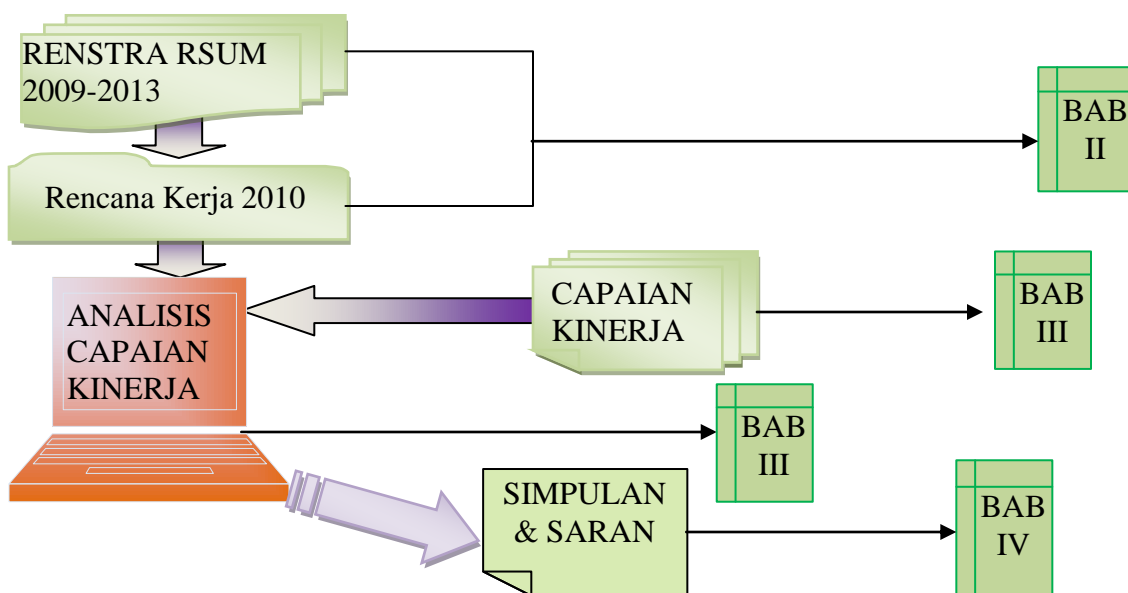 RENSTRA RSUM
2009-2013
BAB
II
Rencana Kerja 2010
ANALISIS
CAPAIAN
KINERJA
CAPAIAN
KINERJA
BAB
III
BAB
III
SIMPULAN
& SARAN
BAB
IV